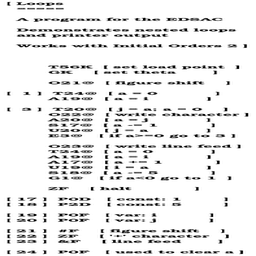 [ Loops
=====
A program for the EDSAC
Demonstrates nested loops
and printer output
Works with Initial Orders 2 ]
T56K [ set load point ]
GK [ set theta ]
O21@ [ figure shift ]
[ 1 ] T24@ [ a = 0 ]
A19@ [ a = i ]
[ 3 ] T20@ [ j = a; a = 0 ]
O22@ [ write character ]
A20@ [ a = j ]
S17@ [ a -= 1 ]
U20@ [ j = a ]
E3@ [ if a>=0 go to 3 ]
O23@ [ write line feed ]
T24@ [ a = 0 ]
A19@ [ a = i ]
A17@ [ a += 1 ]
U19@ [ i = a ]
S18@ [ a -= 5 ]
G1@ [ if a<0 go to 1 ]
ZF [ halt ]
[ 17 ] P0D [ const: 1 ]
[ 18 ] P2D [ const: 5 ]
[ 19 ] P0F [ var: i ]
[ 20 ] P0F [ var: j ]
[ 21 ] #F [ figure shift ]
[ 22 ] ZF [ '+' character ]
[ 23 ] &F [ line feed ]
[ 24 ] P0F [ used to clear a ]